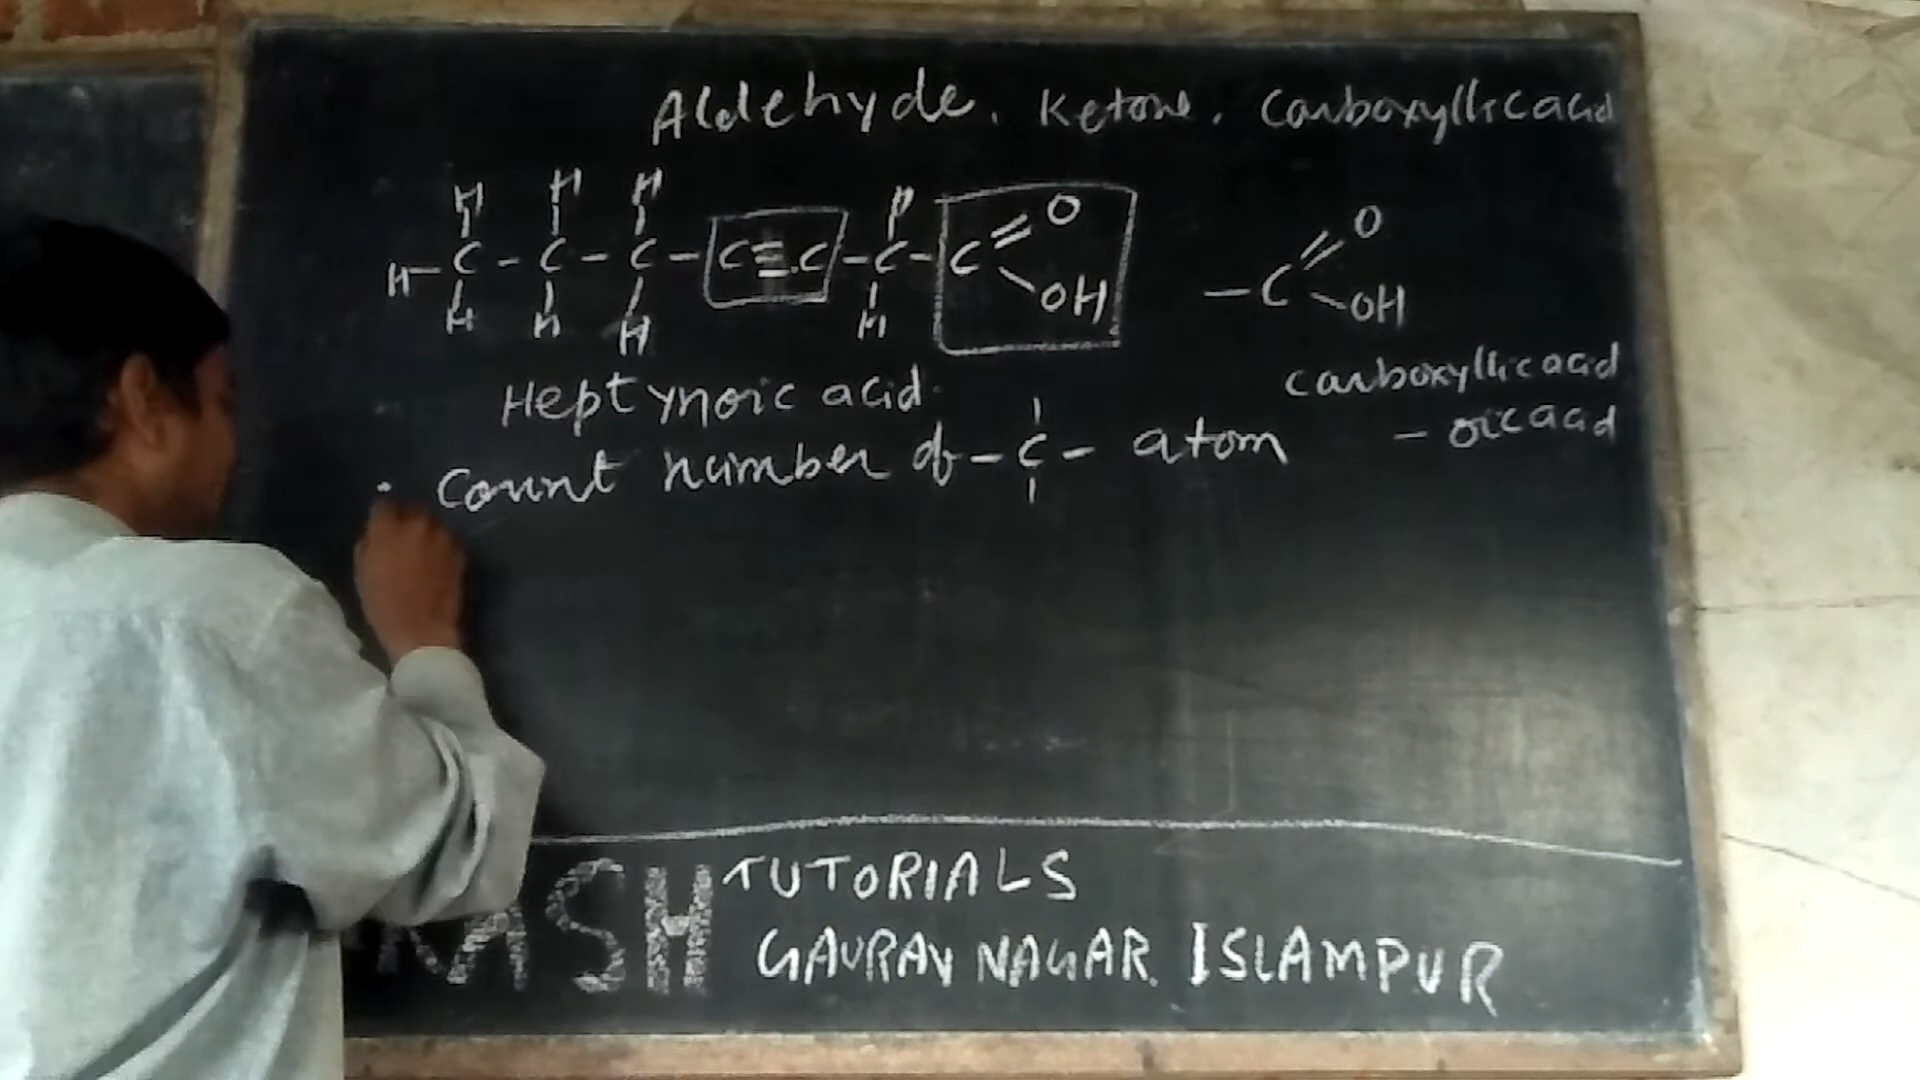 Aldehyde, Ketone, Carboxyllic acid
H H H H O
H-C-C-C-C≡C-C-C
H H H H OH
O
-C
OH
Heptynoic acid.
carboxyllic acid
- oic acid
Count number of -C- atom
KASH TUTORIALS
GAURAV NAGAR. ISLAMPUR